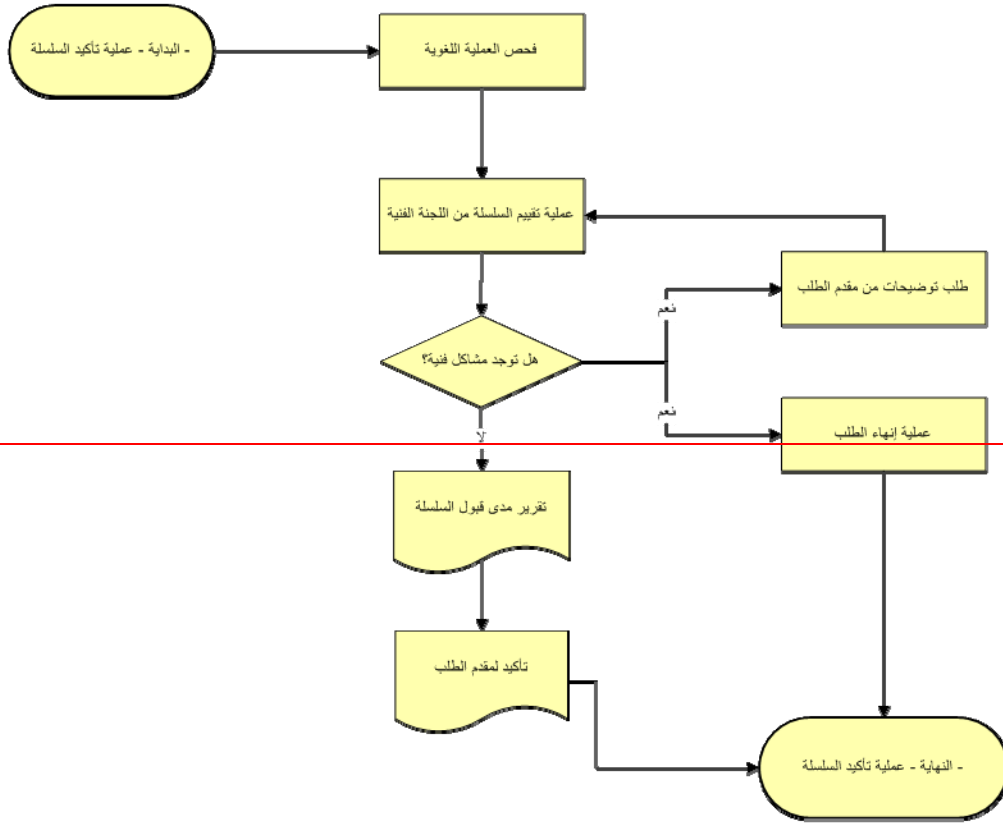 - البداية - عملية تأكيد السلسلة
فحص العملية اللغوية
عملية تقييم السلسلة من اللجنة الفنية
طلب توضيحات من مقدم الطلب
نعم
هل توجد مشاكل فنية؟
نعم
عملية إنهاء الطلب
لا
تقرير مدى قبول السلسلة
تأكيد لمقدم الطلب
- النهاية - عملية تأكيد السلسلة